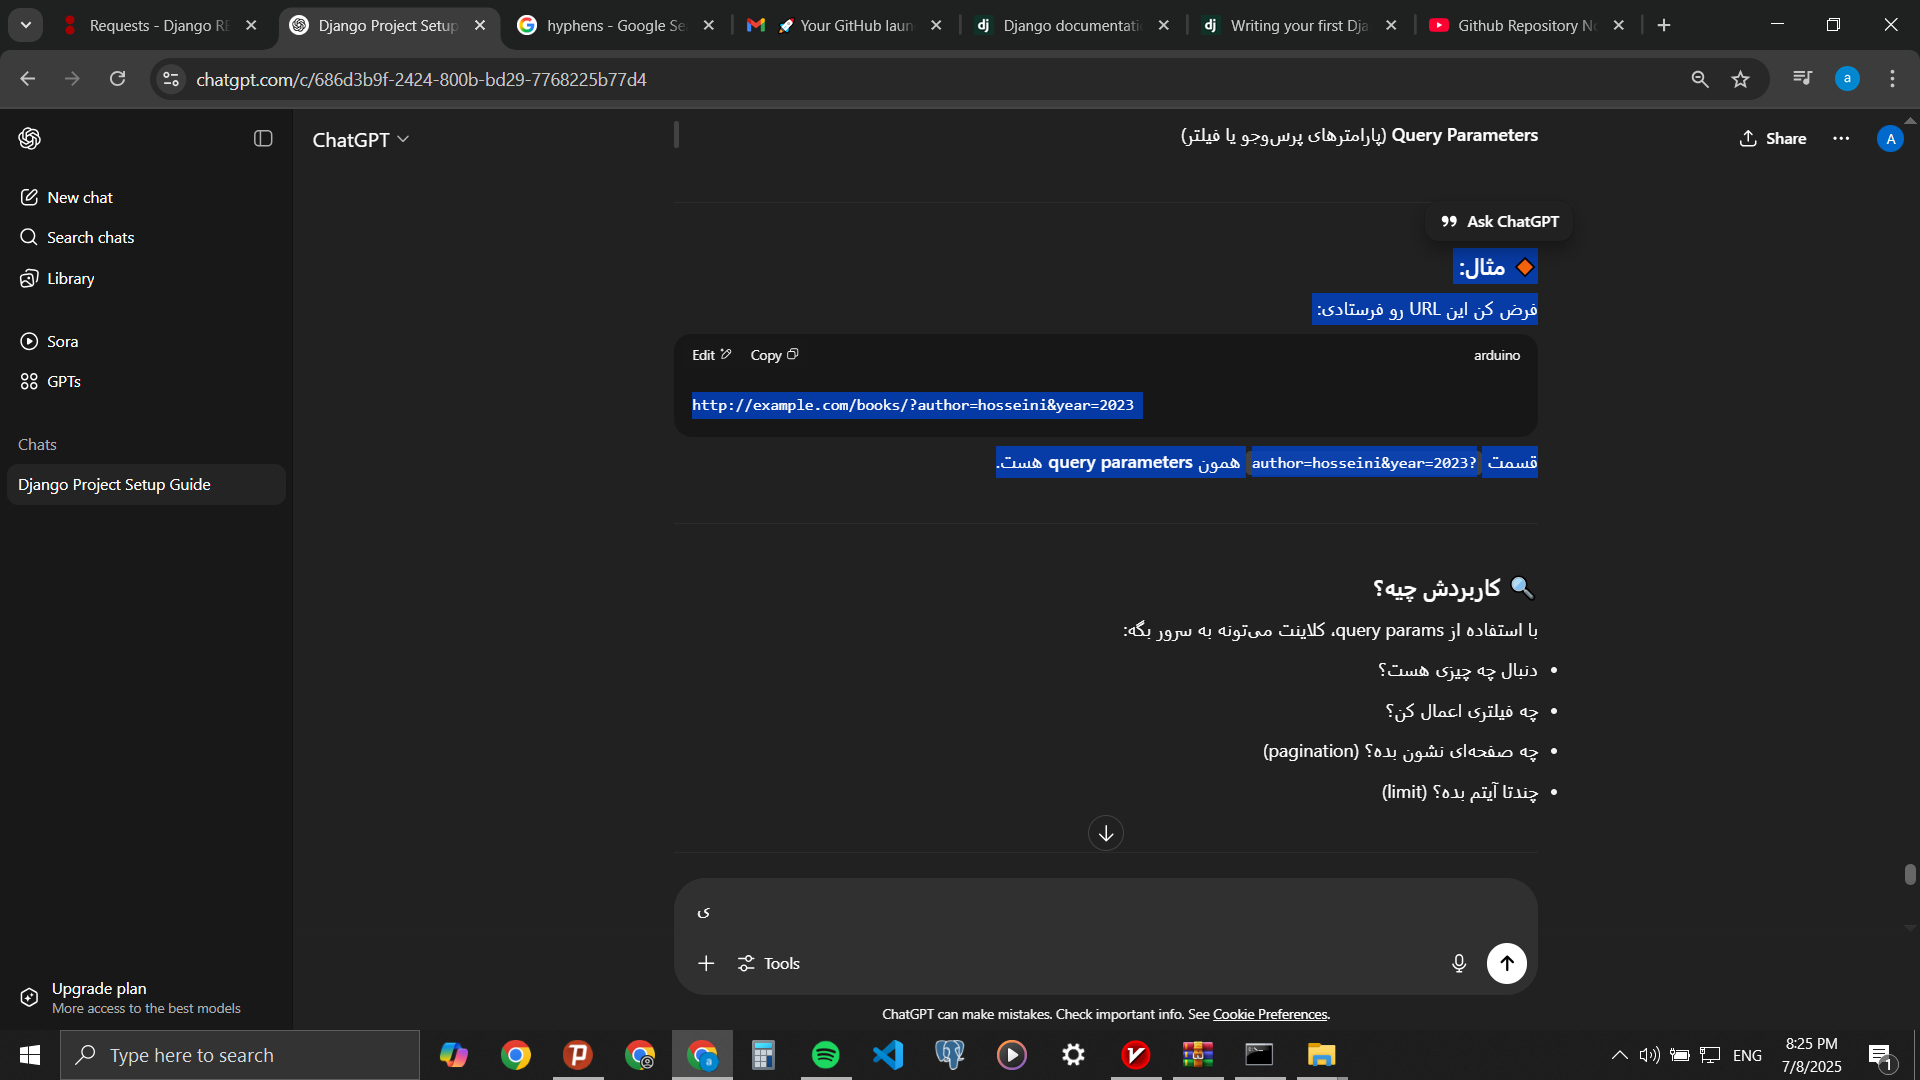 Requests - Django RE
Django Project Setup
hyphens - Google Se
🚀 Your GitHub laun
Django documentati
Writing your first Dja
Github Repository No
chatgpt.com/c/686d3b9f-2424-800b-bd29-7768225b77d4
a
ChatGPT
Query Parameters (پارامترهای پرس‌وجو یا فیلتر)
Share
A
New chat
Search chats
Library
Sora
GPTs
Chats
Django Project Setup Guide
Ask ChatGPT
🔸 مثال:
فرض کن این URL رو فرستادی:
Edit
Copy
arduino
http://example.com/books/?author=hosseini&year=2023
قسمت ?author=hosseini&year=2023 همون query parameters هست.
🔍 کاربردش چیه؟
با استفاده از query params، کلاینت می‌تونه به سرور بگه:
• دنبال چه چیزی هست؟
• چه فیلتری اعمال کن؟
• چه صفحه‌ای نشون بده؟ (pagination)
• چندتا آیتم بده؟ (limit)
ی
Tools
Upgrade plan
More access to the best models
ChatGPT can make mistakes. Check important info. See Cookie Preferences.
Type here to search
ENG
8:25 PM
7/8/2025
1